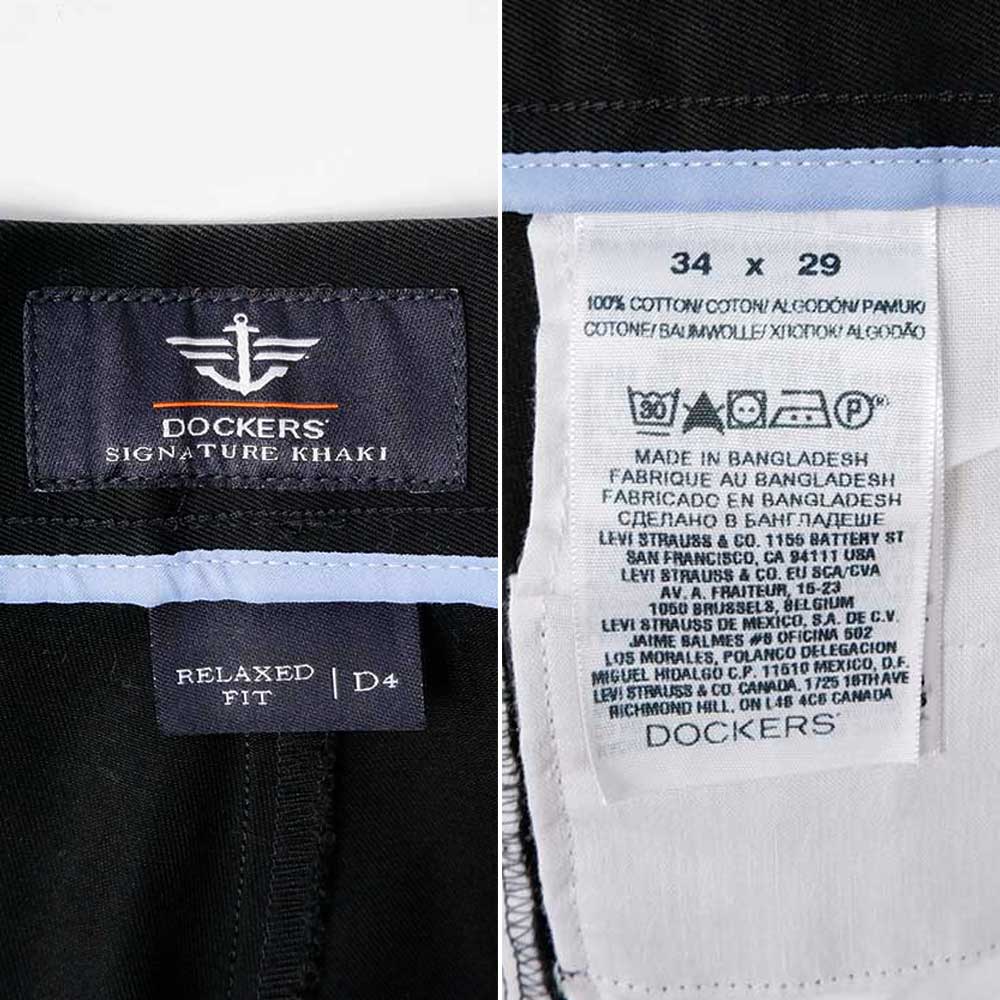 DOCKERS®
SIGNATURE KHAKI
RELAXED
FIT | D4
34 x 29
100% COTTON/ COTON/ ALGODÓN/ PAMUK/
COTONE/ BAUMWOLLE/ ХЛОПОК/ ALGODÃO
30 P (R)
MADE IN BANGLADESH
FABRIQUE AU BANGLADESH
FABRICADO EN BANGLADESH
СДЕЛАНО В БАНГЛАДЕШЕ
LEVI STRAUSS & CO. 1155 BATTERY ST
SAN FRANCISCO, CA 94111 USA
LEVI STRAUSS & CO. EU SCA/CVA
AV. A. FRAITEUR, 15-23
1050 BRUSSELS, BELGIUM
LEVI STRAUSS DE MEXICO, S.A. DE C.V.
JAIME BALMES #8 OFICINA 502
LOS MORALES, POLANCO DELEGACION
MIGUEL HIDALGO C.P. 11510 MEXICO, D.F.
LEVI STRAUSS & CO. CANADA, 1725 16TH AVE
RICHMOND HILL, ON L4B 4C6 CANADA
DOCKERS®